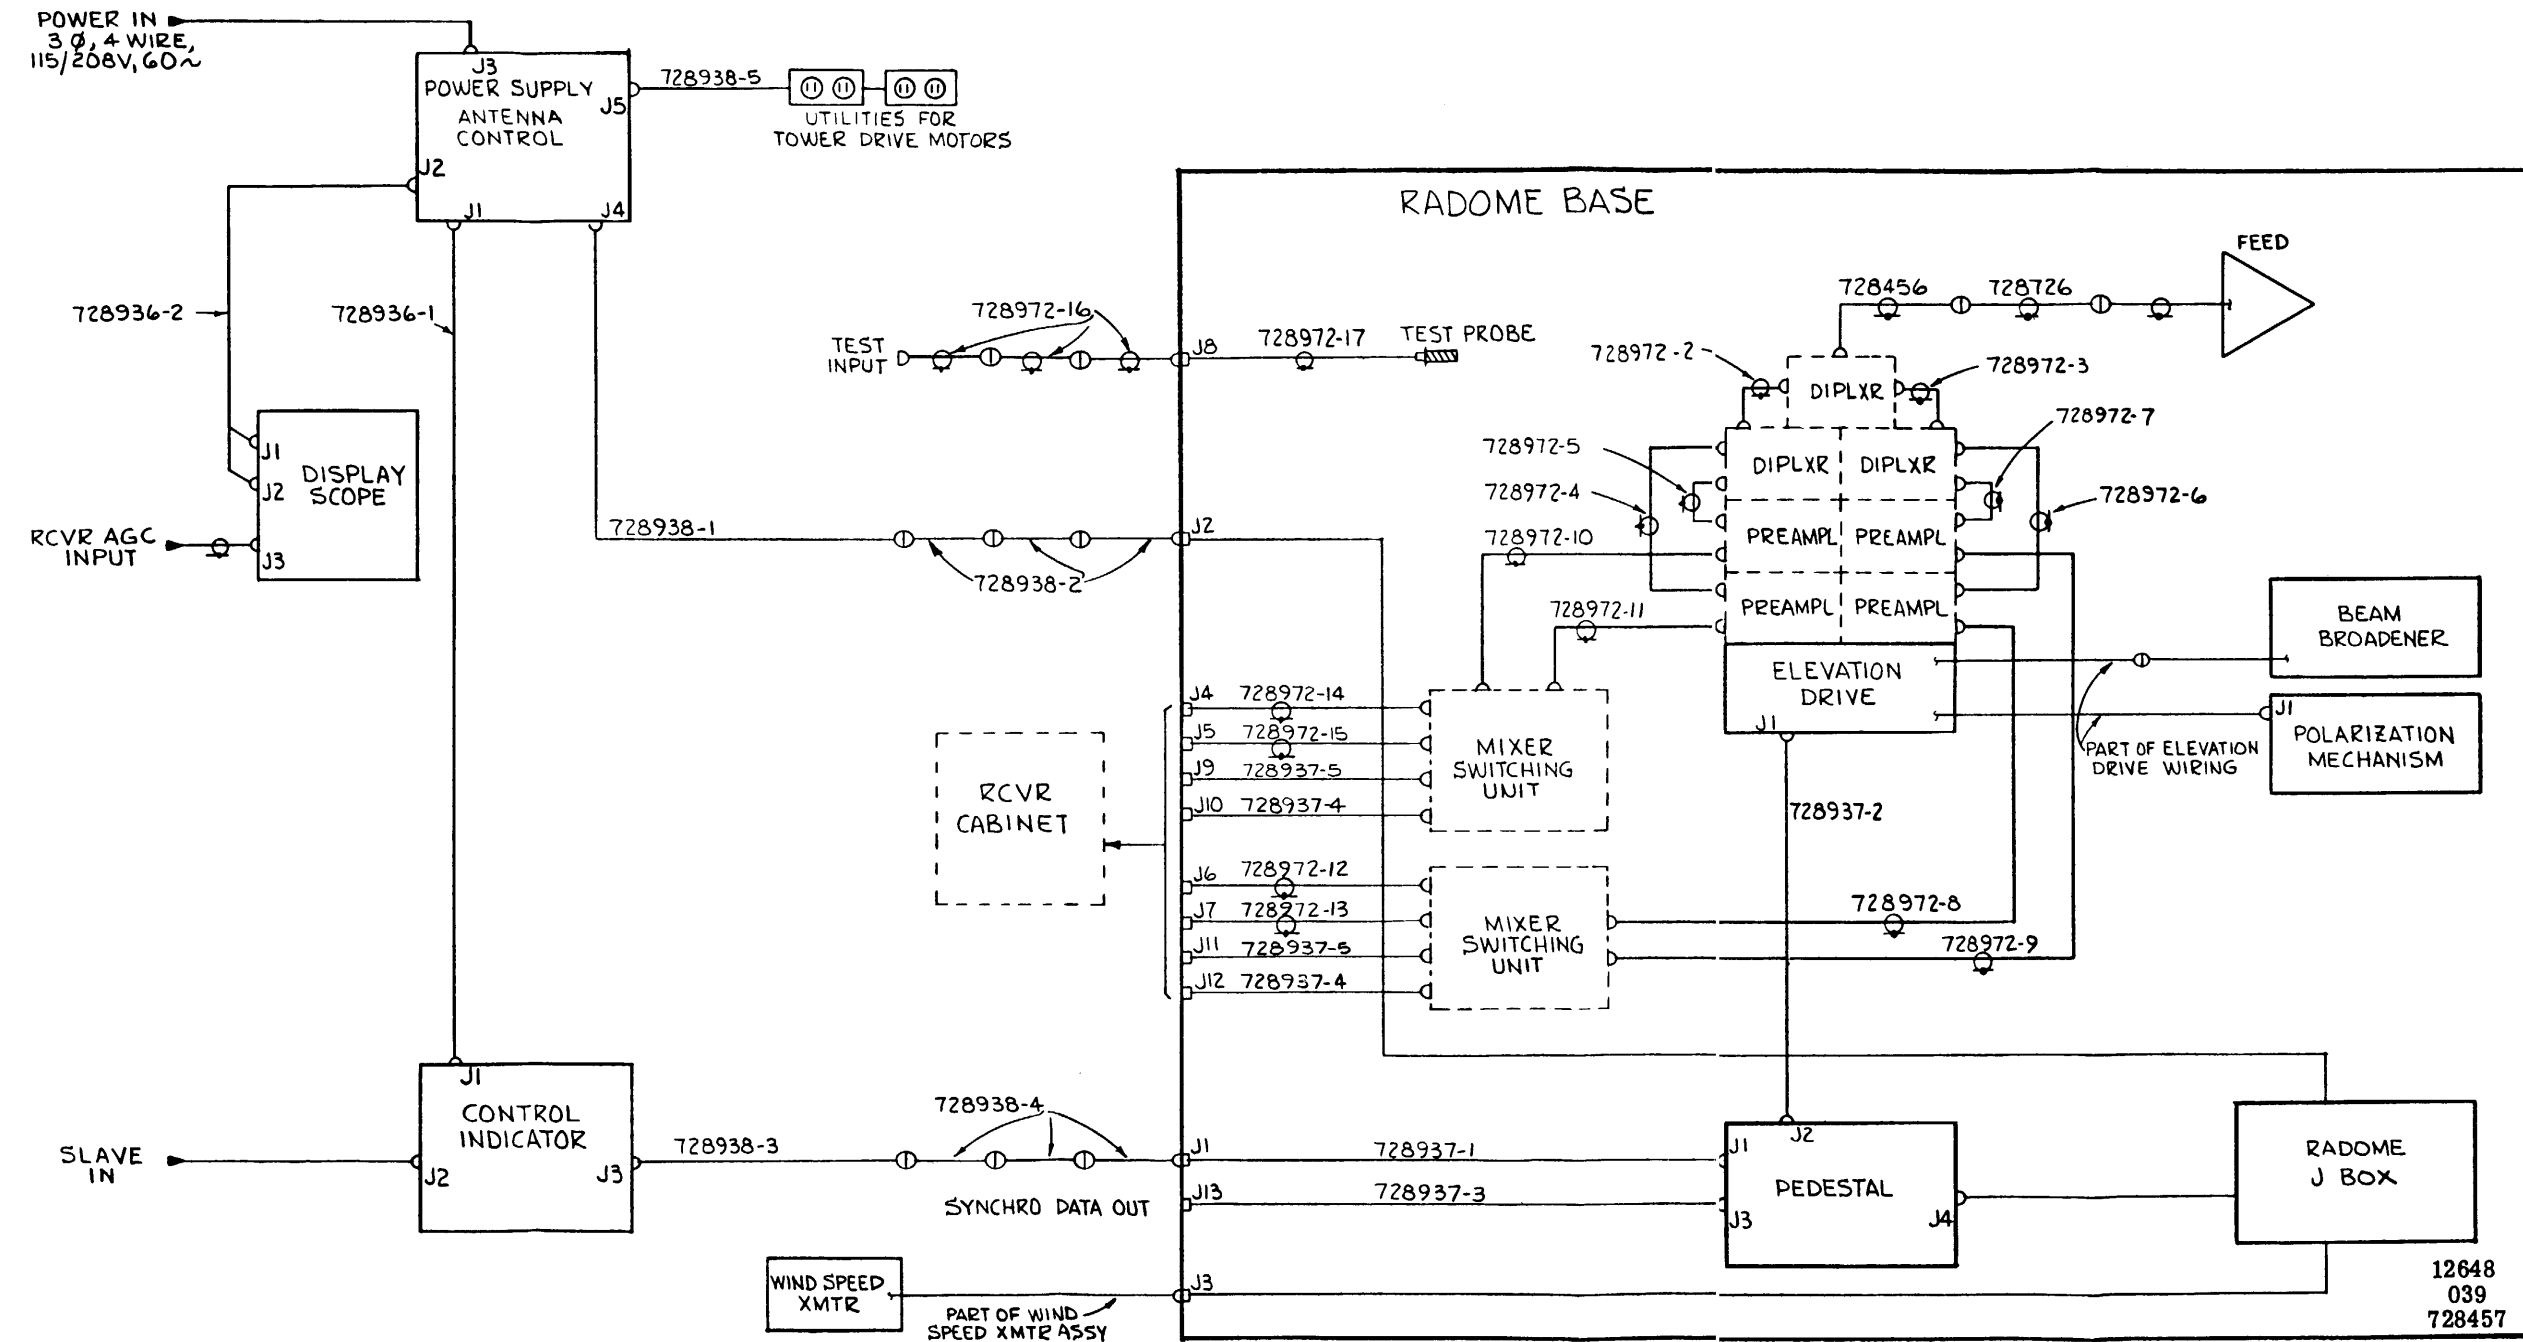 POWER IN
3 Ø, 4 WIRE,
115/208V, 60~
J3
POWER SUPPLY
ANTENNA
CONTROL
J5
J2
J1
J4
728938-5
UTILITIES FOR
TOWER DRIVE MOTORS
728936-2
728936-1
J1
J2
J3
DISPLAY
SCOPE
RCVR AGC
INPUT
RADOME BASE
728972-16
TEST
INPUT
J8
728972-17
TEST PROBE
728938-1
728938-2
J2
FEED
728456
728726
728972-2
DIPLXR
728972-3
728972-7
728972-5
728972-4
DIPLXR
DIPLXR
728972-6
728972-10
PREAMPL
PREAMPL
728972-11
PREAMPL
PREAMPL
ELEVATION
DRIVE
J1
BEAM
BROADENER
J1
POLARIZATION
MECHANISM
PART OF ELEVATION
DRIVE WIRING
RCVR
CABINET
J4
728972-14
J5
728972-15
J9
728937-5
J10
728937-4
MIXER
SWITCHING
UNIT
728937-2
J6
728972-12
J7
728972-13
J11
728937-5
J12
728937-4
MIXER
SWITCHING
UNIT
728972-8
728972-9
J1
CONTROL
INDICATOR
J2
J3
SLAVE
IN
728938-3
728938-4
J1
728937-1
SYNCHRO DATA OUT
J13
728937-3
J1
J2
PEDESTAL
J3
J4
RADOME
J BOX
WIND SPEED
XMTR
PART OF WIND
SPEED XMTR ASSY
J3
12648
039
728457